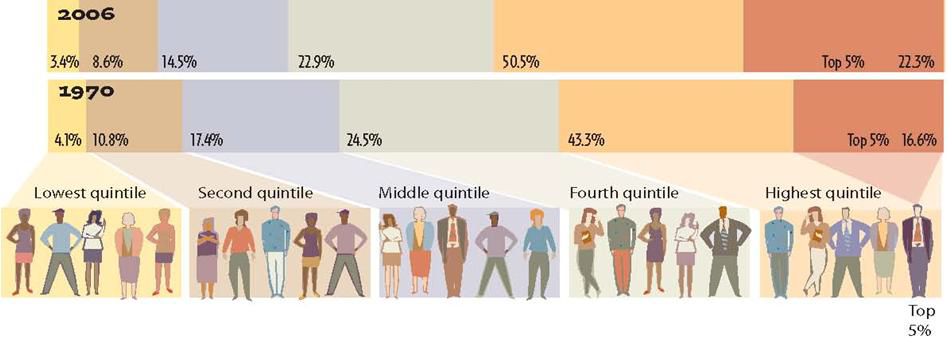 2006
3.4% 8.6% 14.5% 22.9% 50.5% Top 5% 22.3%
1970
4.1% 10.8% 17.4% 24.5% 43.3% Top 5% 16.6%
Lowest quintile Second quintile Middle quintile Fourth quintile Highest quintile
Top
5%